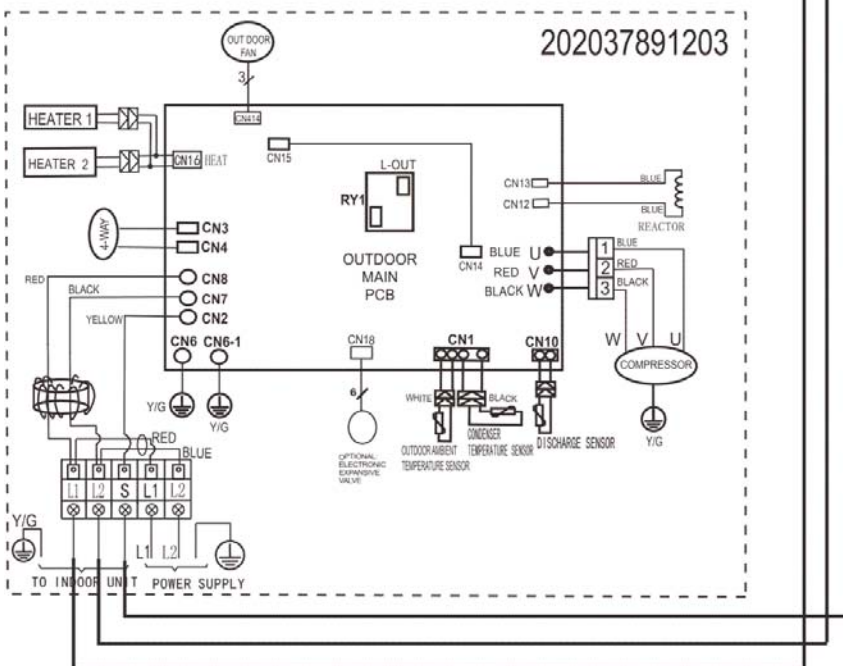 202037891203
OUT DOOR
FAN
3
CN414
HEATER 1
HEATER 2
CN16 HEAT
CN15
L-OUT
RY1
CN13
CN12
BLUE
BLUE
REACTOR
4-WAY
CN3
CN4
CN8
CN7
CN2
RED
BLACK
YELLOW
OUTDOOR
MAIN
PCB
CN14
BLUE U
RED V
BLACK W
1
2
3
BLUE
RED
BLACK
W V U
COMPRESSOR
Y/G
CN6 CN6-1
Y/G
Y/G
CN18
6
OPTIONAL
ELECTRONIC
EXPANSIVE
VALVE
CN1
WHITE
BLACK
OUTDOOR AMBIENT
TEMPERATURE SENSOR
CONDENSER
TEMPERATURE SENSOR
CN10
DISCHARGE SENSOR
RED
BLUE
L1 L2 S L1 L2
Y/G
L1 L2
TO INDOOR UNIT
POWER SUPPLY